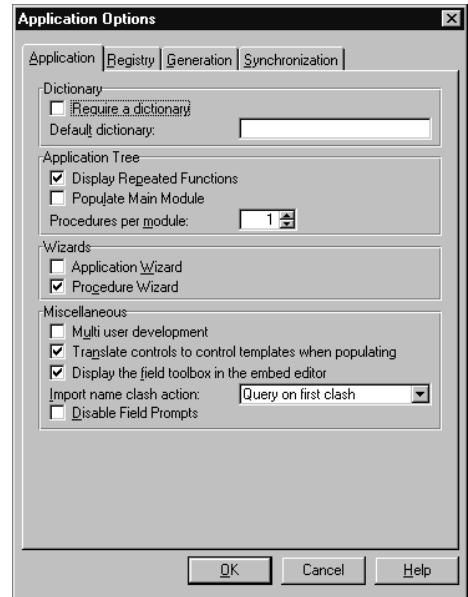 Application Options
Application Registry Generation Synchronization
Dictionary
Require a dictionary
Default dictionary:
Application Tree
Display Repeated Functions
Populate Main Module
Procedures per module: 1
Wizards
Application Wizard
Procedure Wizard
Miscellaneous
Multi user development
Translate controls to control templates when populating
Display the field toolbox in the embed editor
Import name clash action: Query on first clash
Disable Field Prompts
OK Cancel Help